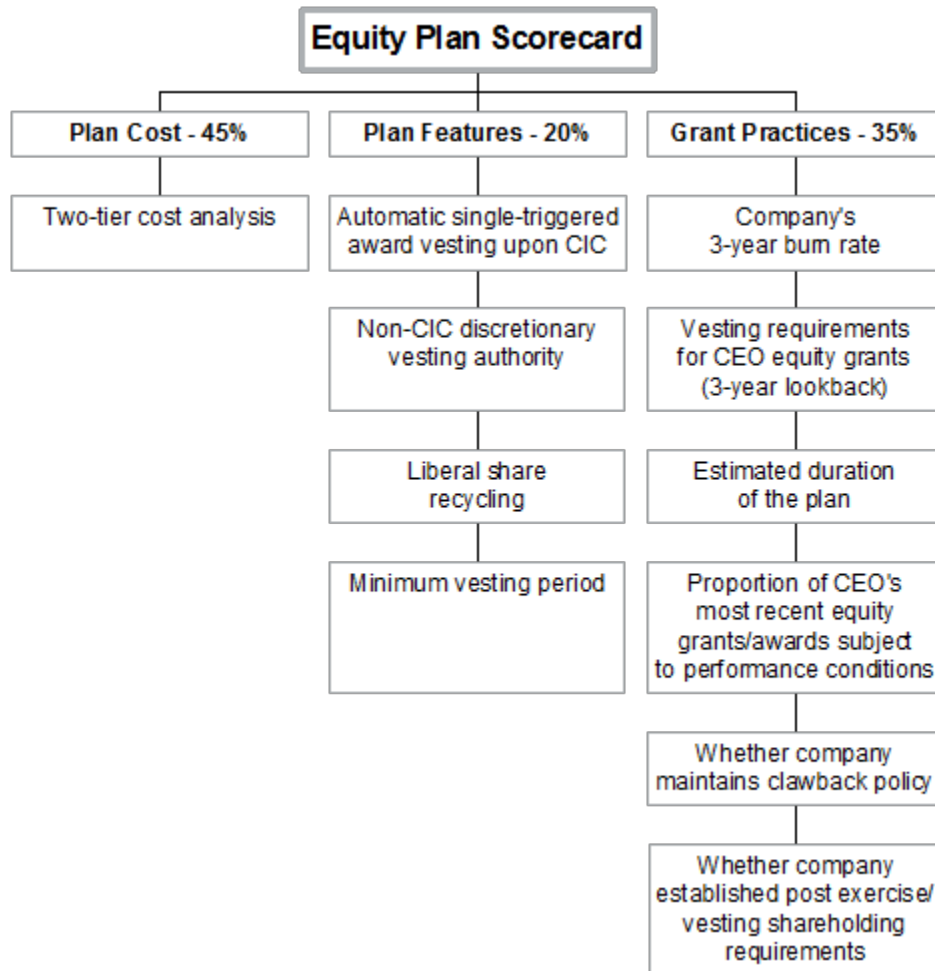 Equity Plan Scorecard
Plan Cost - 45%
Two-tier cost analysis
Plan Features - 20%
Automatic single-triggered
award vesting upon CIC
Non-CIC discretionary
vesting authority
Liberal share
recycling
Minimum vesting period
Grant Practices - 35%
Company's
3-year burn rate
Vesting requirements
for CEO equity grants
(3-year lookback)
Estimated duration
of the plan
Proportion of CEO's
most recent equity
grants/awards subject
to performance conditions
Whether company
maintains clawback policy
Whether company
established post exercise/
vesting shareholding
requirements